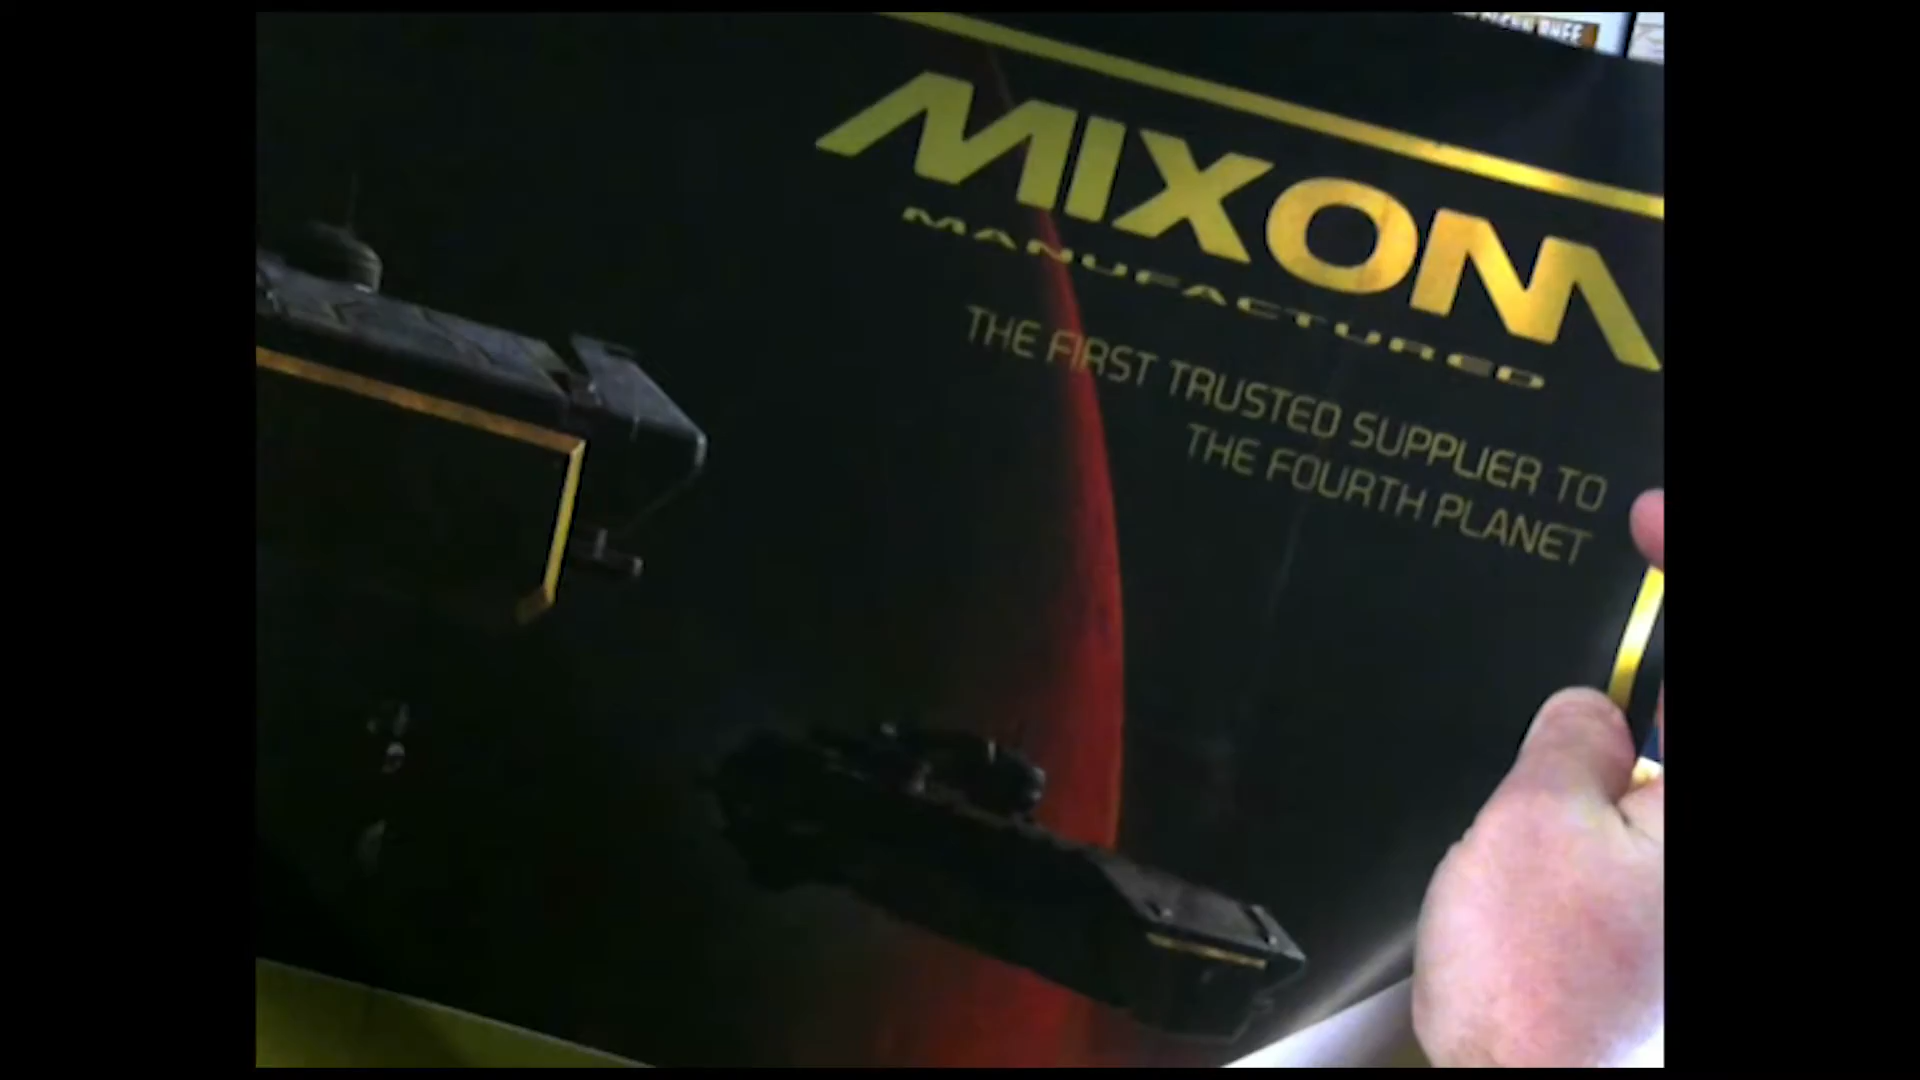 MIXOM
MANUFACTURED
THE FIRST TRUSTED SUPPLIER TO
THE FOURTH PLANET